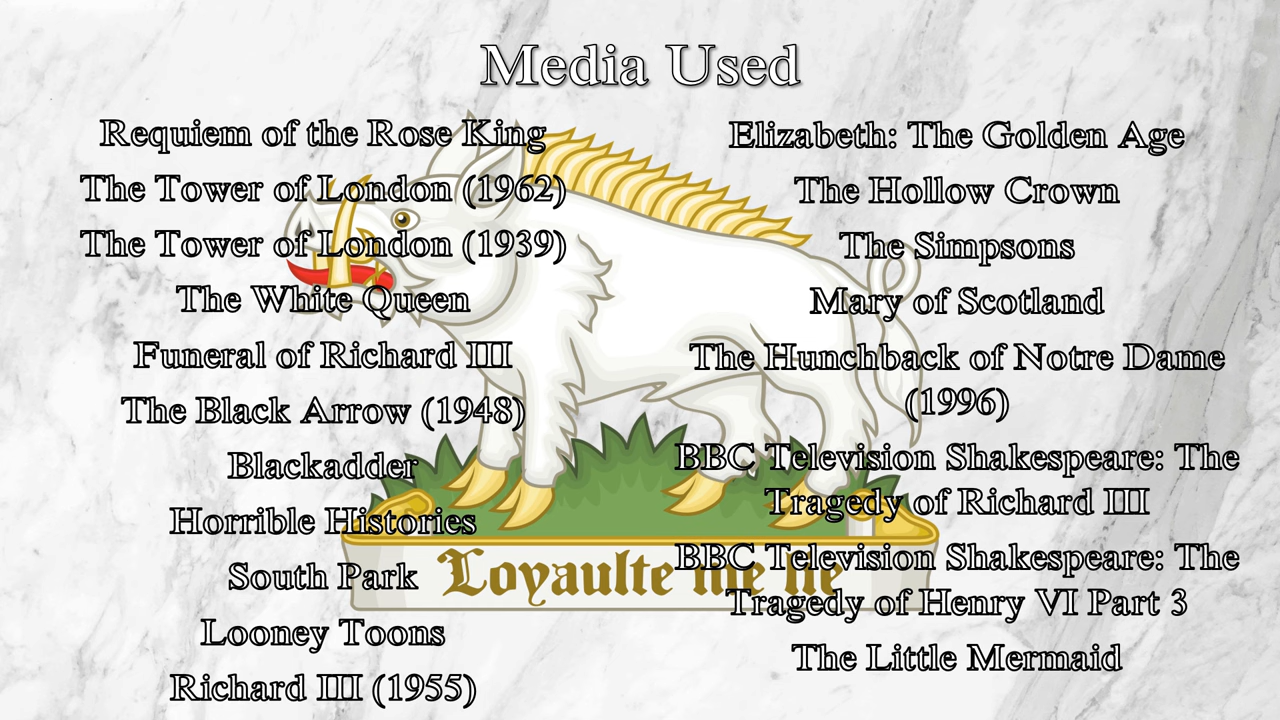 Media Used
Requiem of the Rose King
The Tower of London (1962)
The Tower of London (1939)
The White Queen
Funeral of Richard III
The Black Arrow (1948)
Blackadder
Horrible Histories
South Park
Looney Toons
Richard III (1955)
Elizabeth: The Golden Age
The Hollow Crown
The Simpsons
Mary of Scotland
The Hunchback of Notre Dame
(1996)
BBC Television Shakespeare: The
Tragedy of Richard III
BBC Television Shakespeare: The
Tragedy of Henry VI Part 3
The Little Mermaid
Loyaulte me lie